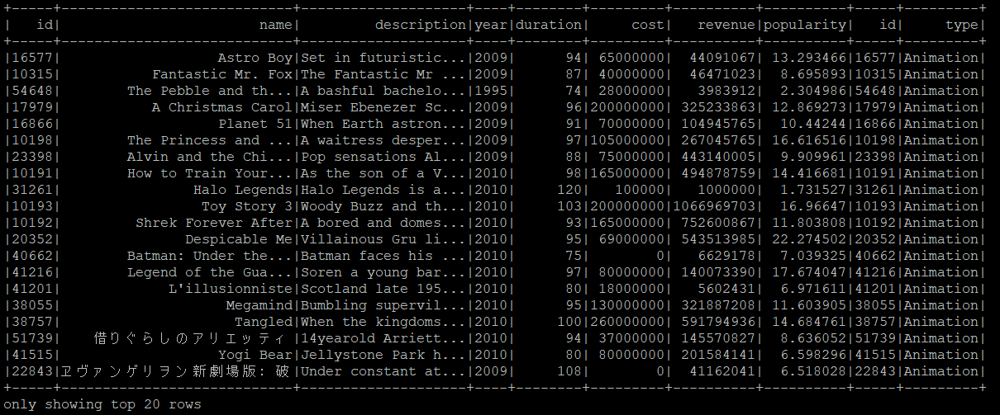 +-----+----------------------------+--------------------+----+--------+---------+----------+----------+-----+---------+
|   id|                        name|         description|year|duration|     cost|   revenue|popularity|   id|     type|
+-----+----------------------------+--------------------+----+--------+---------+----------+----------+-----+---------+
|16577|                   Astro Boy|Set in futuristic...|2009|      94| 65000000|  44091067| 13.293466|16577|Animation|
|10315|           Fantastic Mr. Fox|The Fantastic Mr ...|2009|      87| 40000000|  46471023|  8.695893|10315|Animation|
|54648|        The Pebble and th...|A bashful bachelo...|1995|      74| 28000000|   3983912|  2.304986|54648|Animation|
|17979|           A Christmas Carol|Miser Ebenezer Sc...|2009|      96|200000000| 325233863| 12.869273|17979|Animation|
|16866|                   Planet 51|When Earth astron...|2009|      91| 70000000| 104945765|  10.44244|16866|Animation|
|10198|        The Princess and ...|A waitress desper...|2009|      97|105000000| 267045765| 16.616516|10198|Animation|
|23398|        Alvin and the Chi...|Pop sensations Al...|2009|      88| 75000000| 443140005|  9.909961|23398|Animation|
|10191|        How to Train Your...|As the son of a V...|2010|      98|165000000| 494878759| 14.416681|10191|Animation|
|31261|                Halo Legends|Halo Legends is a...|2010|     120|   100000|   1000000|  1.731527|31261|Animation|
|10193|                 Toy Story 3|Woody Buzz and th...|2010|     103|200000000|1066969703|  16.96647|10193|Animation|
|10192|         Shrek Forever After|A bored and domes...|2010|      93|165000000| 752600867| 11.803808|10192|Animation|
|20352|               Despicable Me|Villainous Gru li...|2010|      95| 69000000| 543513985| 22.274502|20352|Animation|
|40662|        Batman: Under the...|Batman faces his ...|2010|      75|        0|   6629178|  7.039325|40662|Animation|
|41216|        Legend of the Gua...|Soren a young bar...|2010|      97| 80000000| 140073390| 17.674047|41216|Animation|
|41201|             L'illusionniste|Scotland late 195...|2010|      80| 18000000|   5602431|  6.971611|41201|Animation|
|38055|                    Megamind|Bumbling supervil...|2010|      95|130000000| 321887208| 11.603905|38055|Animation|
|38757|                     Tangled|When the kingdoms...|2010|     100|260000000| 591794936| 14.684761|38757|Animation|
|51739|    借りぐらしのアリエッティ |14yearold Arriett...|2010|      94| 37000000| 145570827|  8.636052|51739|Animation|
|41515|                   Yogi Bear|Jellystone Park h...|2010|      80| 80000000| 201584141|  6.598296|41515|Animation|
|22843|ヱヴァンゲリヲン新劇場版: 破 |Under constant at...|2009|     108|        0|  41162041|  6.518028|22843|Animation|
+-----+----------------------------+--------------------+----+--------+---------+----------+----------+-----+---------+
only showing top 20 rows